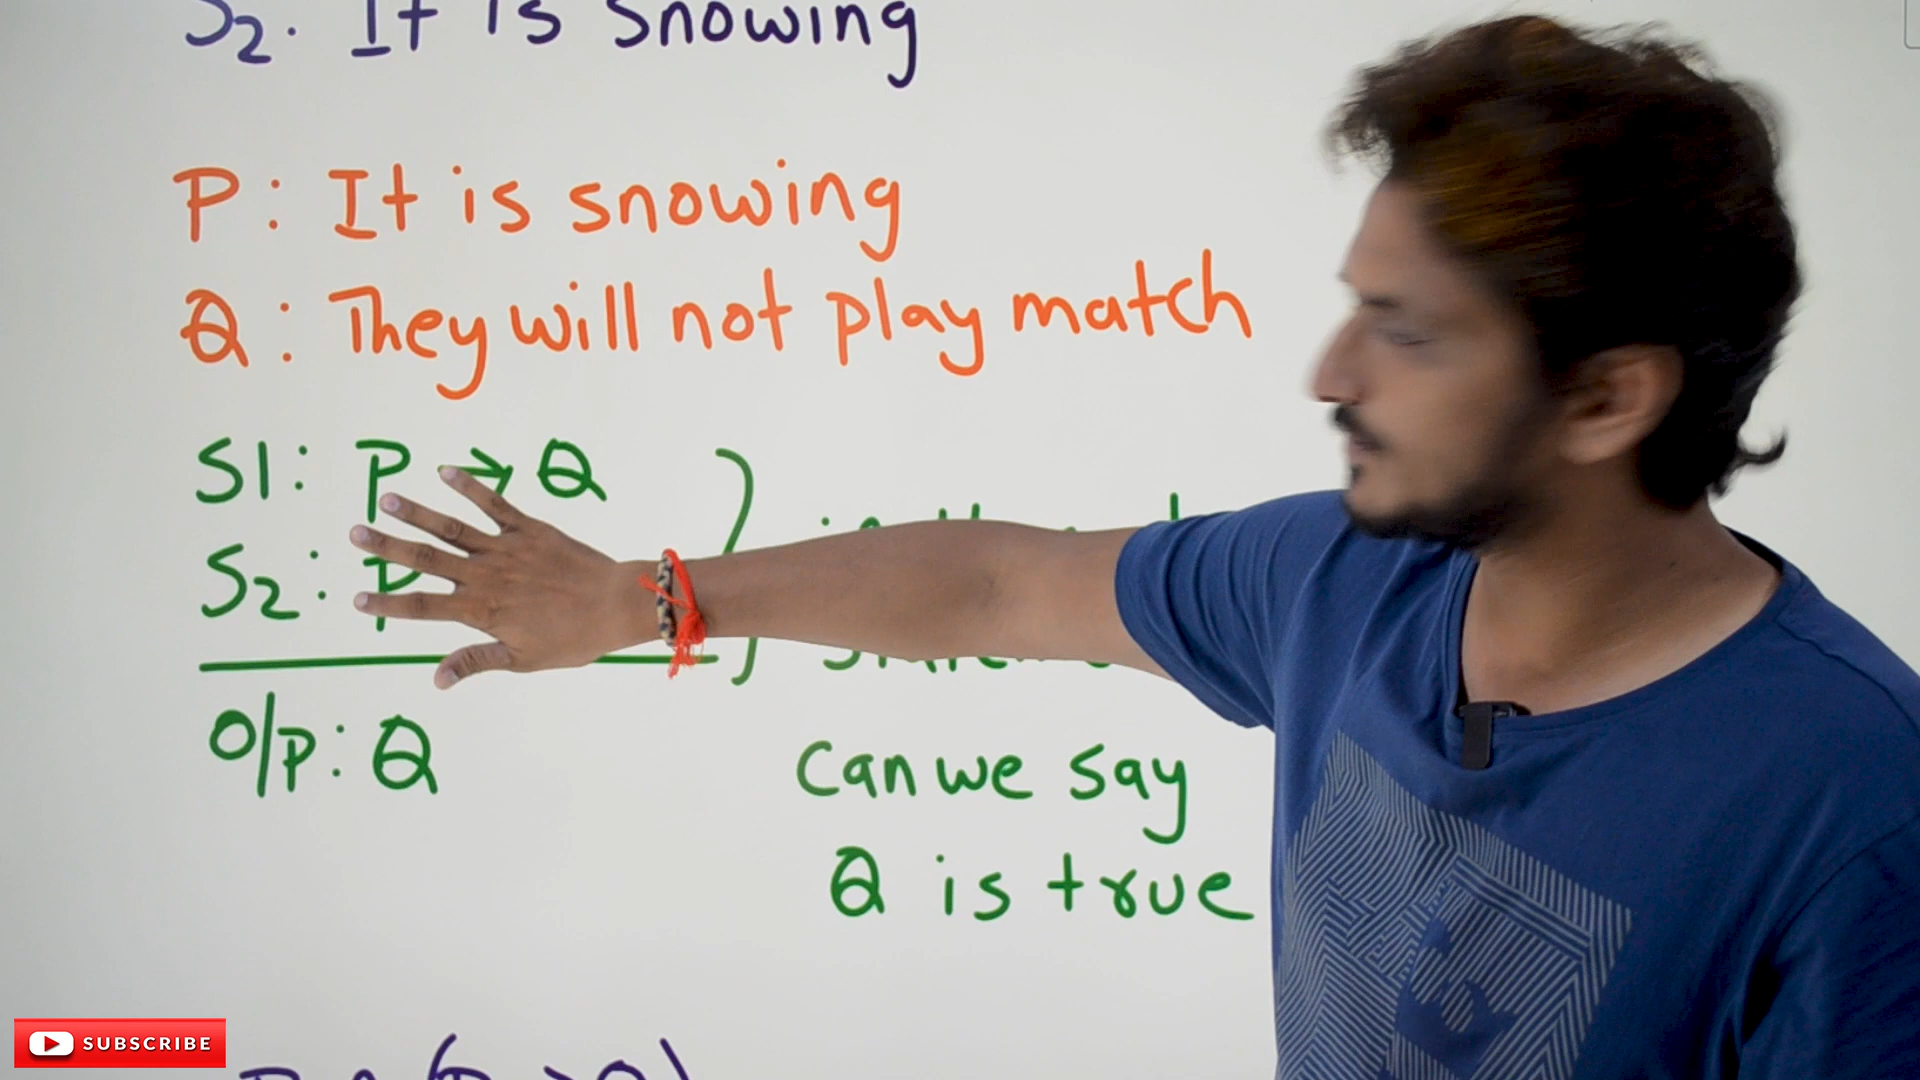 S2. It is snowing
P: It is snowing
Q: They will not play match
S1: P → Q
S2: P
O/P: Q
Can we say
Q is true
SUBSCRIBE